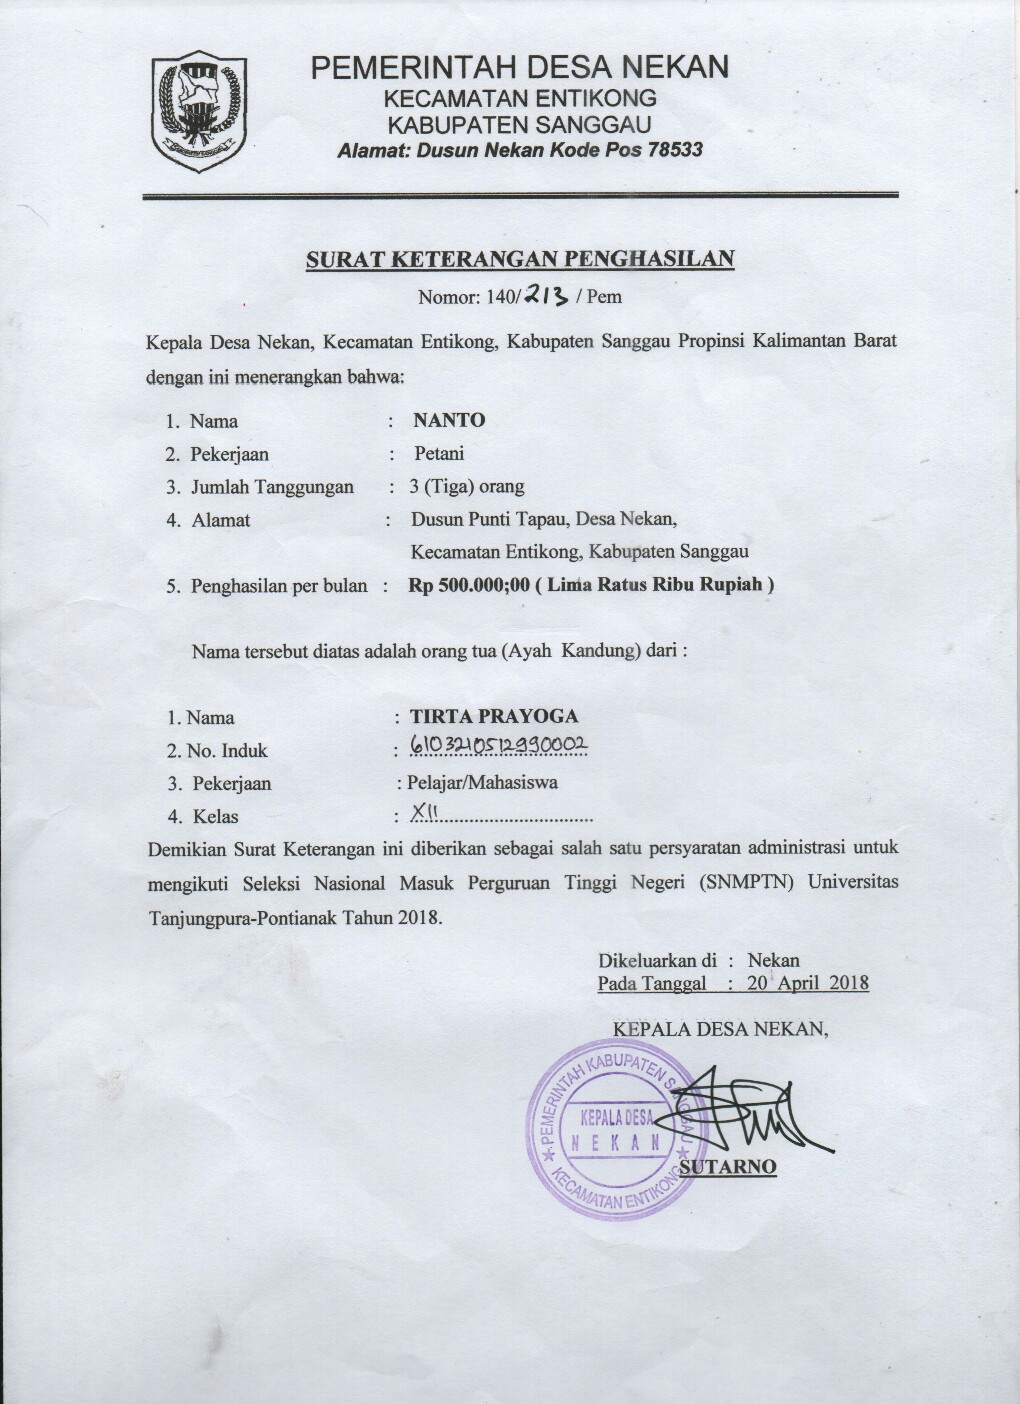 PEMERINTAH DESA NEKAN
KECAMATAN ENTIKONG
KABUPATEN SANGGAU
Alamat: Dusun Nekan Kode Pos 78533
SURAT KETERANGAN PENGHASILAN
Nomor: 140/213 / Pem
Kepala Desa Nekan, Kecamatan Entikong, Kabupaten Sanggau Propinsi Kalimantan Barat
dengan ini menerangkan bahwa:
1. Nama : NANTO
2. Pekerjaan : Petani
3. Jumlah Tanggungan : 3 (Tiga) orang
4. Alamat : Dusun Punti Tapau, Desa Nekan,
Kecamatan Entikong, Kabupaten Sanggau
5. Penghasilan per bulan : Rp 500.000;00 ( Lima Ratus Ribu Rupiah )
Nama tersebut diatas adalah orang tua (Ayah Kandung) dari :
1. Nama : TIRTA PRAYOGA
2. No. Induk : 6103210512990002
3. Pekerjaan : Pelajar/Mahasiswa
4. Kelas : XII
Demikian Surat Keterangan ini diberikan sebagai salah satu persyaratan administrasi untuk
mengikuti Seleksi Nasional Masuk Perguruan Tinggi Negeri (SNMPTN) Universitas
Tanjungpura-Pontianak Tahun 2018.
Dikeluarkan di : Nekan
Pada Tanggal : 20 April 2018
KEPALA DESA NEKAN,
PEMERINTAH KABUPATEN SANGGAU
KEPALA DESA
NEKAN
KECAMATAN ENTIKONG
SUTARNO